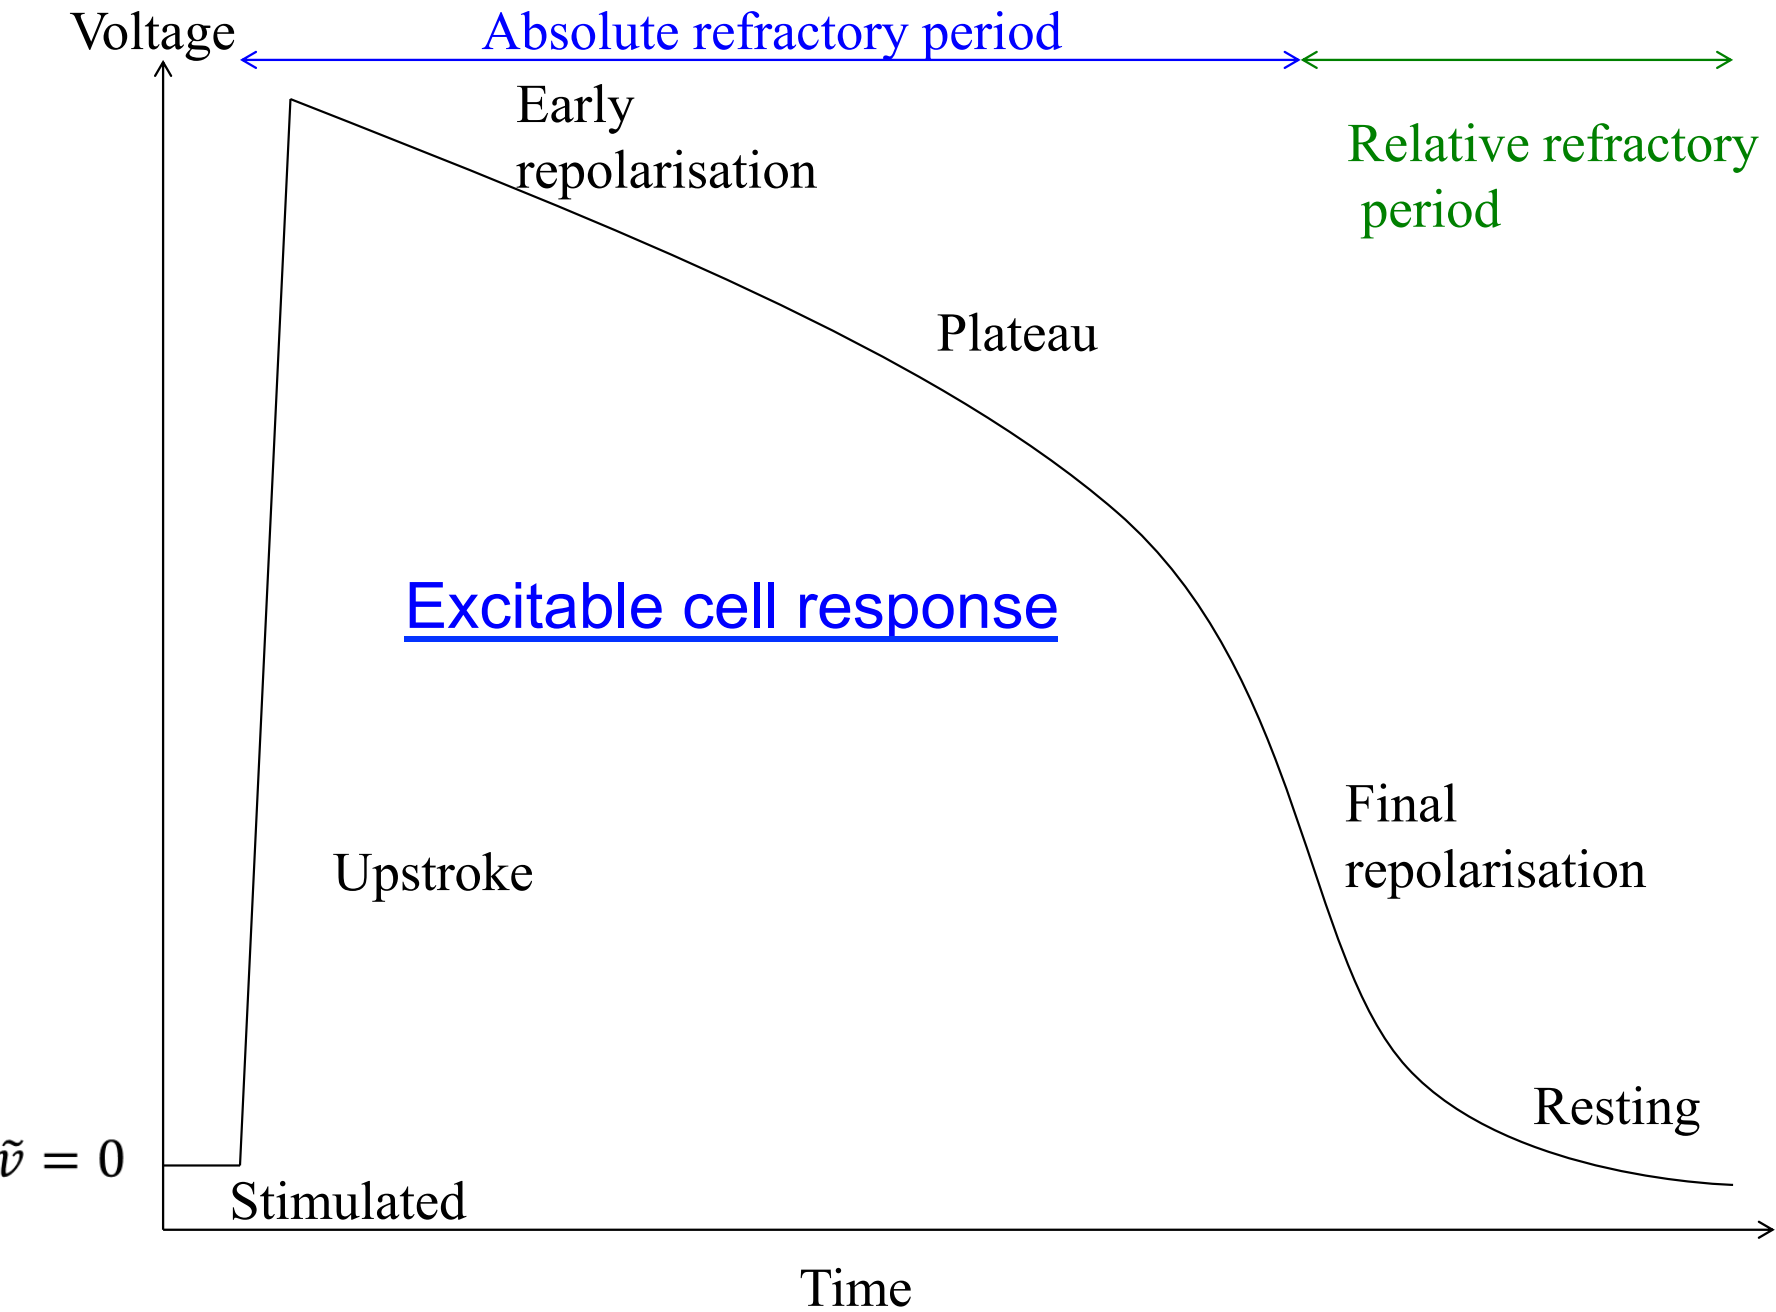 Voltage
Absolute refractory period
Early
repolarisation
Relative refractory
period
Plateau
Excitable cell response
Final
repolarisation
Upstroke
Resting
ṽ = 0
Stimulated
Time